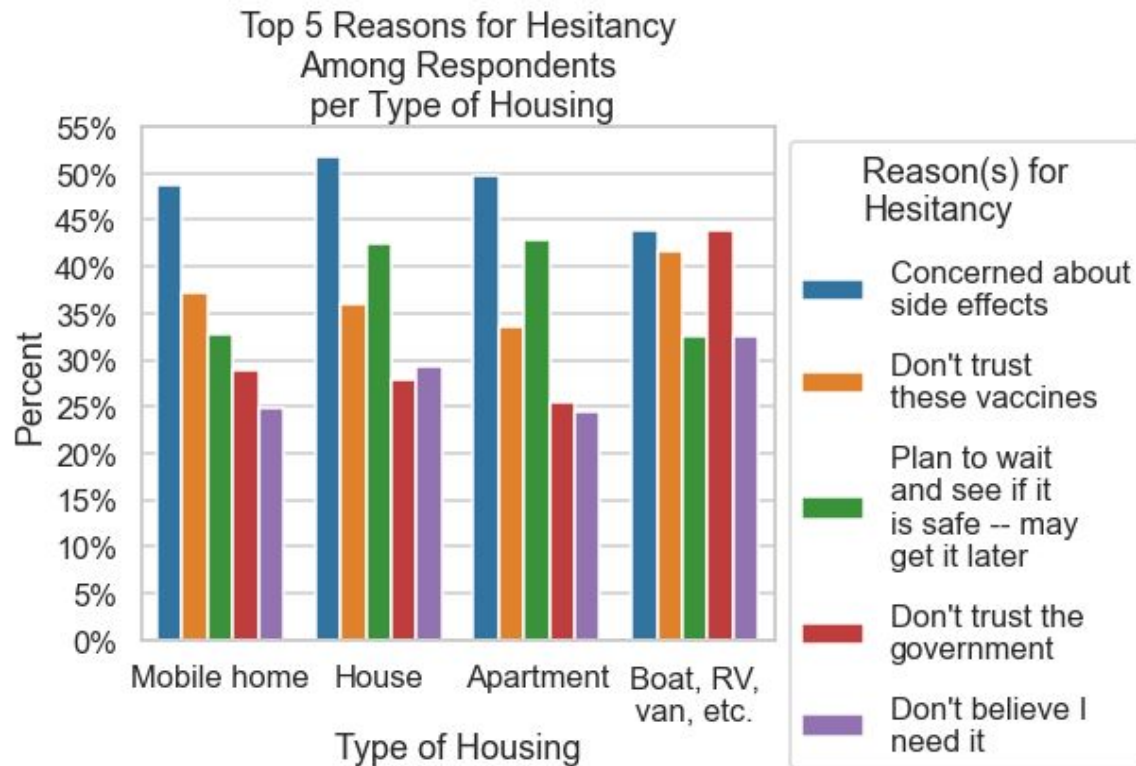 Top 5 Reasons for Hesitancy
Among Respondents
per Type of Housing
55%
50%
45%
40%
35%
30%
25%
20%
15%
10%
5%
0%
Percent
Mobile home
House
Apartment
Boat, RV,
van, etc.
Type of Housing
Reason(s) for
Hesitancy
Concerned about
side effects
Don't trust
these vaccines
Plan to wait
and see if it
is safe -- may
get it later
Don't trust the
government
Don't believe I
need it